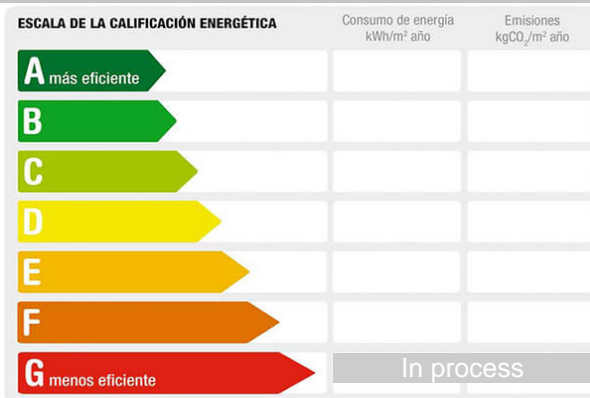 ESCALA DE LA CALIFICACIÓN ENERGÉTICA
Consumo de energía
kWh/m² año
Emisiones
kgCO₂/m² año
A más eficiente
B
C
D
E
F
G menos eficiente
In process